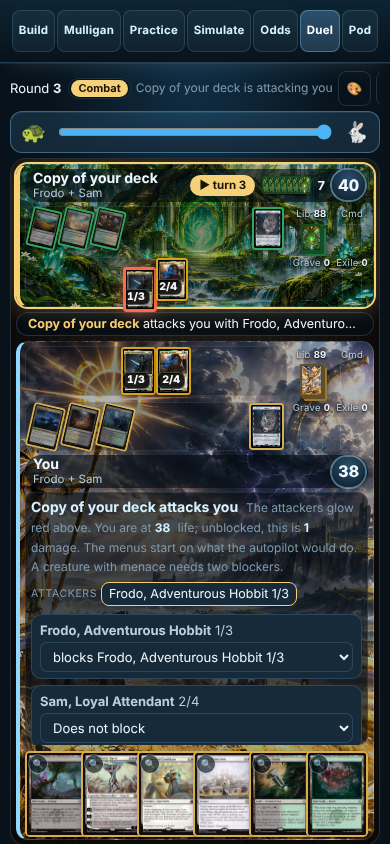 Build Mulligan Practice Simulate Odds Duel Pod
Round 3 Combat Copy of your deck is attacking you
Copy of your deck
Frodo + Sam
turn 3
7
40
Lib 88 Cmd
Grave 0 Exile 0
1/3
2/4
Copy of your deck attacks you with Frodo, Adventuro...
1/3
2/4
Lib 89 Cmd
Grave 0 Exile 0
You
Frodo + Sam
38
Copy of your deck attacks you The attackers glow
red above. You are at 38 life; unblocked, this is 1
damage. The menus start on what the autopilot would do.
A creature with menace needs two blockers.
ATTACKERS Frodo, Adventurous Hobbit 1/3
Frodo, Adventurous Hobbit 1/3
blocks Frodo, Adventurous Hobbit 1/3
Sam, Loyal Attendant 2/4
Does not block